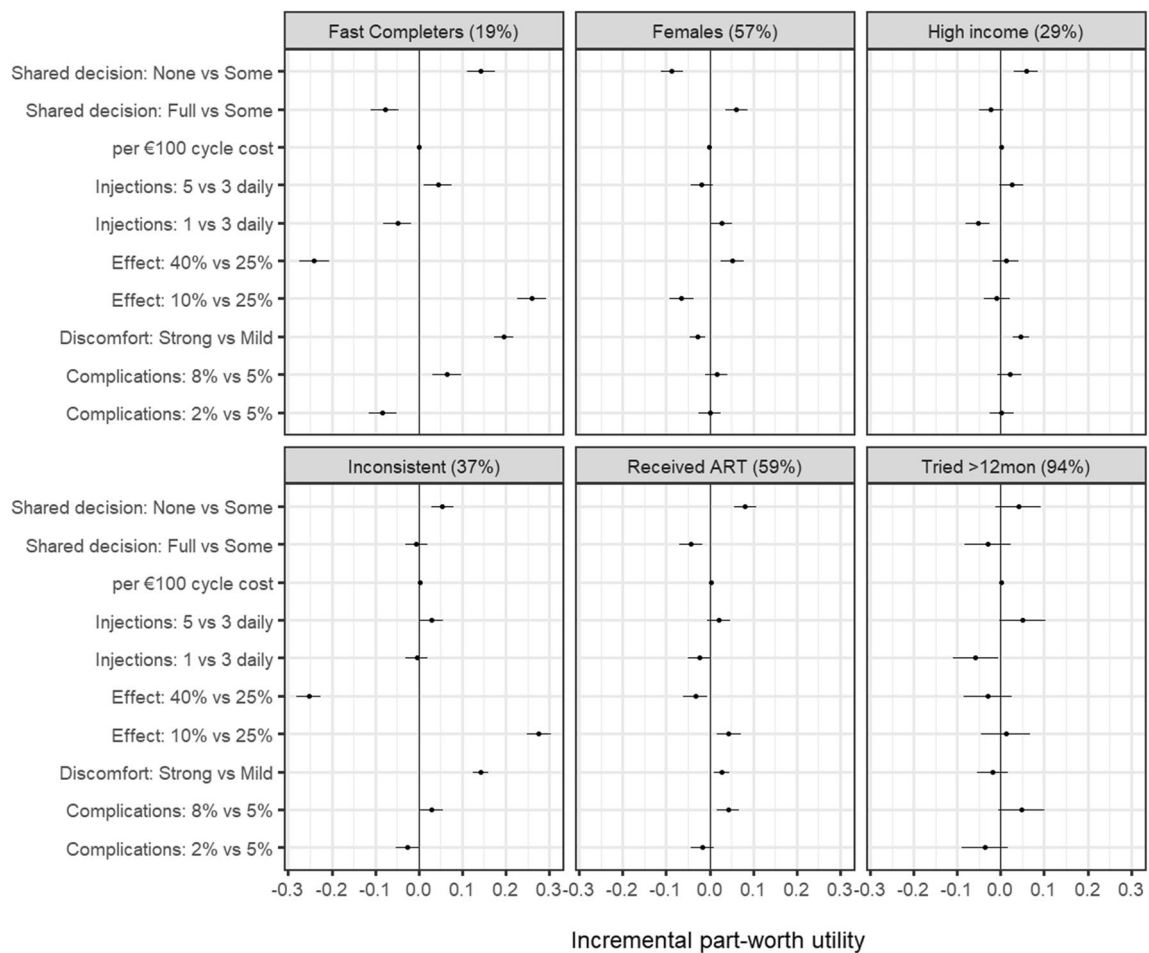 Fast Completers (19%)
Females (57%)
High income (29%)
Shared decision: None vs Some
Shared decision: Full vs Some
per €100 cycle cost
Injections: 5 vs 3 daily
Injections: 1 vs 3 daily
Effect: 40% vs 25%
Effect: 10% vs 25%
Discomfort: Strong vs Mild
Complications: 8% vs 5%
Complications: 2% vs 5%
Inconsistent (37%)
Received ART (59%)
Tried >12mon (94%)
Shared decision: None vs Some
Shared decision: Full vs Some
per €100 cycle cost
Injections: 5 vs 3 daily
Injections: 1 vs 3 daily
Effect: 40% vs 25%
Effect: 10% vs 25%
Discomfort: Strong vs Mild
Complications: 8% vs 5%
Complications: 2% vs 5%
-0.3 -0.2 -0.1 0.0 0.1 0.2 0.3
-0.3 -0.2 -0.1 0.0 0.1 0.2 0.3
-0.3 -0.2 -0.1 0.0 0.1 0.2 0.3
Incremental part-worth utility